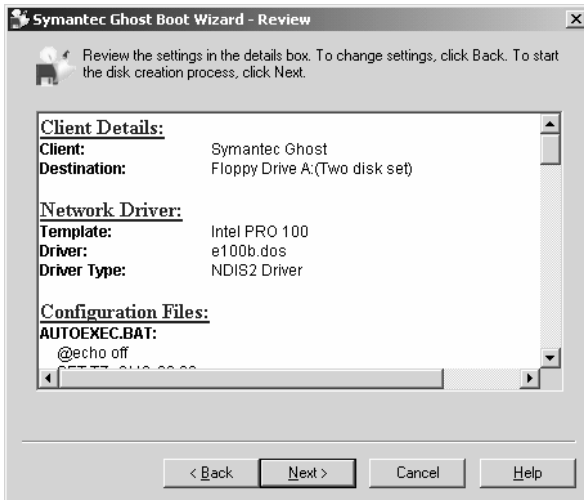 Symantec Ghost Boot Wizard - Review
Review the settings in the details box. To change settings, click Back. To start
the disk creation process, click Next.
Client Details:
Client: Symantec Ghost
Destination: Floppy Drive A:(Two disk set)
Network Driver:
Template: Intel PRO 100
Driver: e100b.dos
Driver Type: NDIS2 Driver
Configuration Files:
AUTOEXEC.BAT:
@echo off
< Back Next > Cancel Help